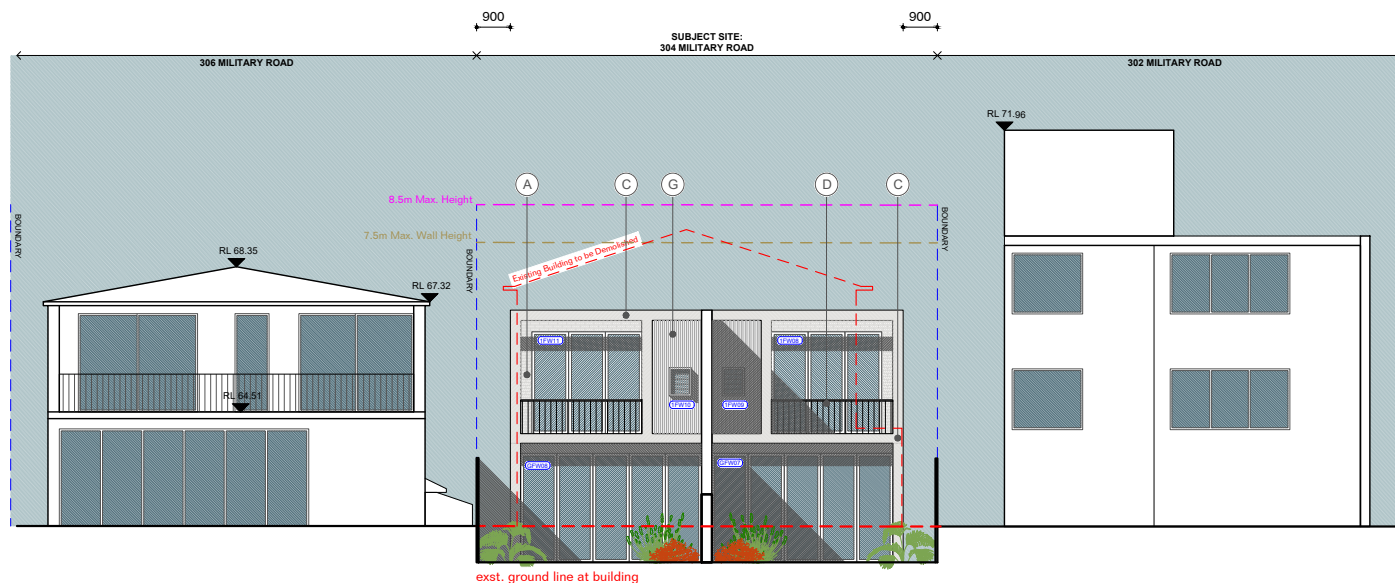 900
900
SUBJECT SITE:
304 MILITARY ROAD
306 MILITARY ROAD
302 MILITARY ROAD
RL 71.96
A
C
G
D
C
8.5m Max. Height
7.5m Max. Wall Height
BOUNDARY
BOUNDARY
BOUNDARY
Existing Building to be Demolished
RL 68.35
RL 67.32
1FW11
1FW08
1FW10
1FW09
RL 64.51
GFW08
GFW07
exst. ground line at building